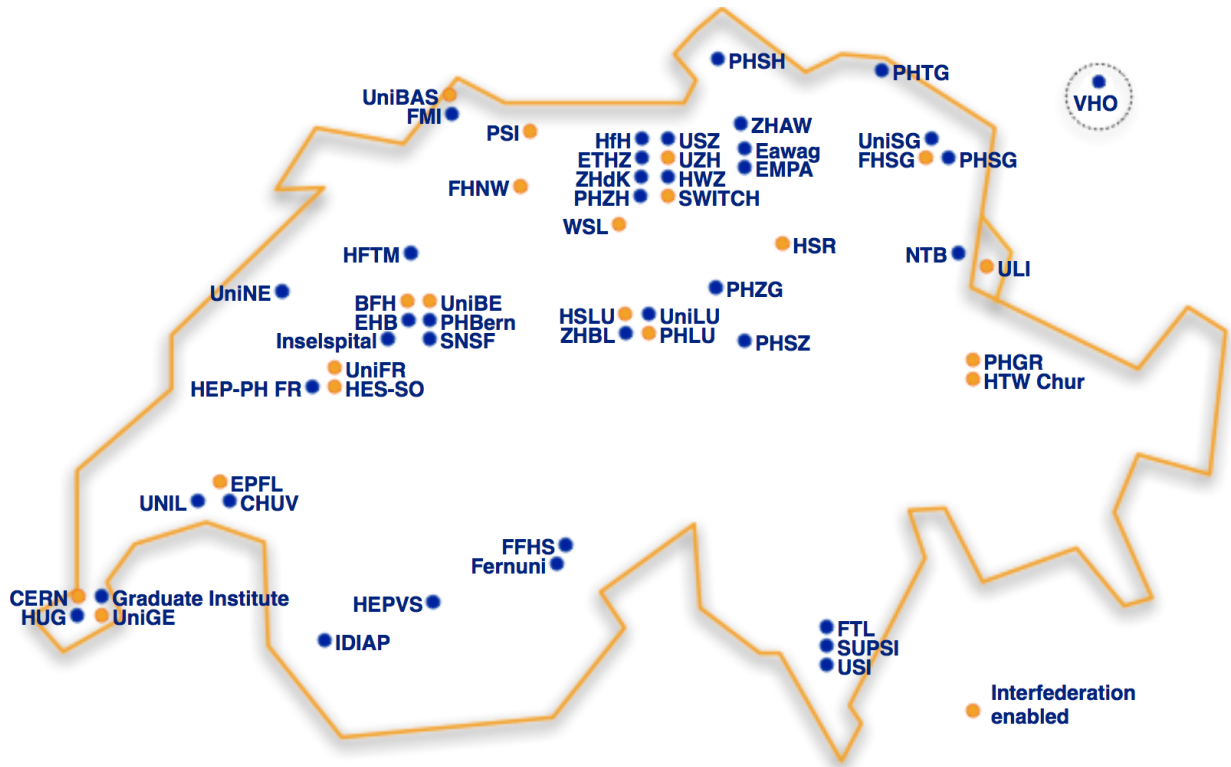 PHSH
PHTG
VHO
UniBAS
FMI
PSI
ZHAW
HfH
USZ
UniSG
Eawag
ETHZ
UZH
FHSG
PHSG
EMPA
ZHdK
HWZ
FHNW
PHZH
SWITCH
WSL
HSR
HFTM
NTB
ULI
UniNE
PHZG
BFH
UniBE
HSLU
UniLU
EHB
PHBern
ZHBL
PHLU
Inselspital
SNSF
PHSZ
UniFR
PHGR
HEP-PH FR
HES-SO
HTW Chur
EPFL
UNIL
CHUV
FFHS
Fernuni
CERN
Graduate Institute
HEPVS
HUG
UniGE
FTL
IDIAP
SUPSI
USI
Interfederation
enabled